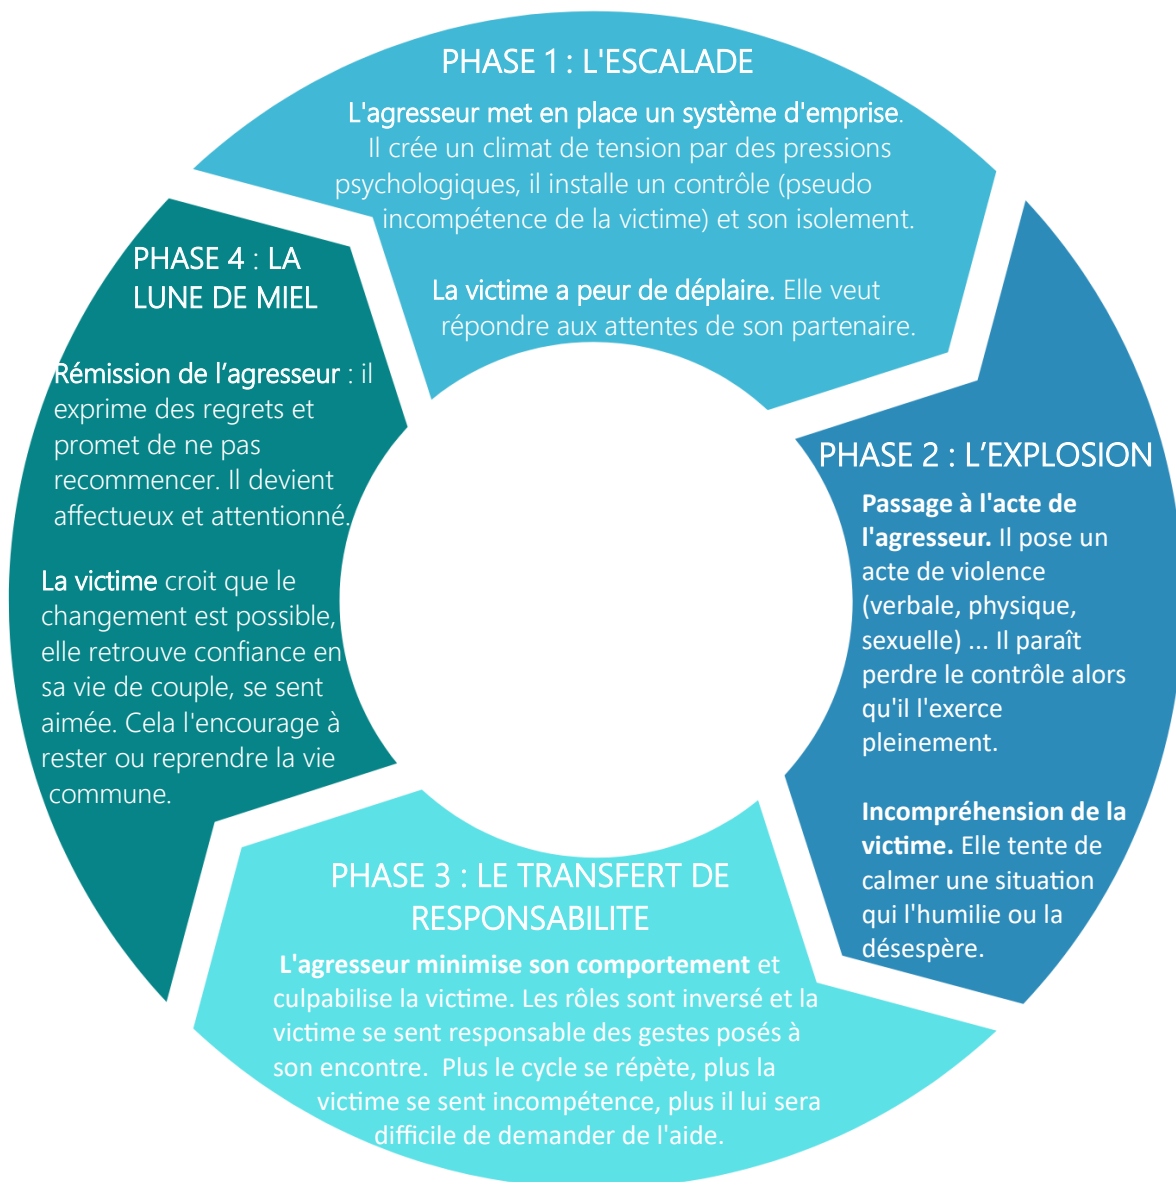 PHASE 1 : L'ESCALADE
L'agresseur met en place un système d'emprise.
Il crée un climat de tension par des pressions
psychologiques, il installe un contrôle (pseudo
incompétence de la victime) et son isolement.
La victime a peur de déplaire. Elle veut
répondre aux attentes de son partenaire.
PHASE 2 : L’EXPLOSION
Passage à l'acte de
l'agresseur. Il pose un
acte de violence
(verbale, physique,
sexuelle) ... Il paraît
perdre le contrôle alors
qu'il l'exerce
pleinement.
Incompréhension de la
victime. Elle tente de
calmer une situation
qui l'humilie ou la
désespère.
PHASE 3 : LE TRANSFERT DE
RESPONSABILITE
L'agresseur minimise son comportement et
culpabilise la victime. Les rôles sont inversé et la
victime se sent responsable des gestes posés à
son encontre. Plus le cycle se répète, plus la
victime se sent incompétence, plus il lui sera
difficile de demander de l'aide.
PHASE 4 : LA
LUNE DE MIEL
Rémission de l’agresseur : il
exprime des regrets et
promet de ne pas
recommencer. Il devient
affectueux et attentionné.
La victime croit que le
changement est possible,
elle retrouve confiance en
sa vie de couple, se sent
aimée. Cela l'encourage à
rester ou reprendre la vie
commune.